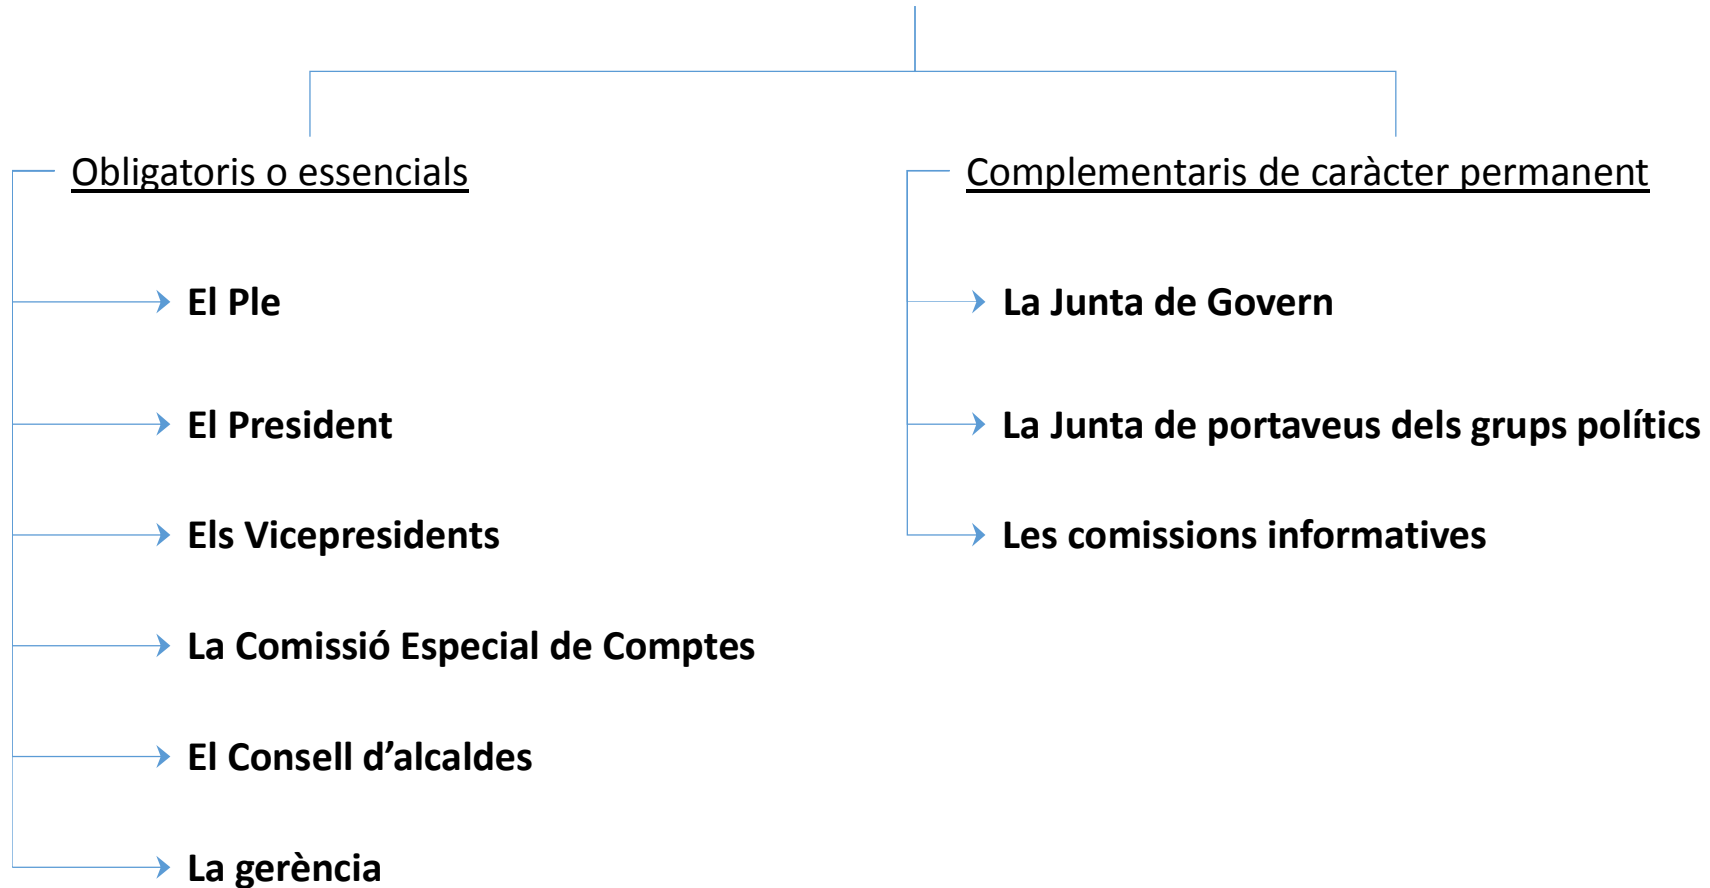 Obligatoris o essencials
El Ple
El President
Els Vicepresidents
La Comissió Especial de Comptes
El Consell d’alcaldes
La gerència
Complementaris de caràcter permanent
La Junta de Govern
La Junta de portaveus dels grups polítics
Les comissions informatives